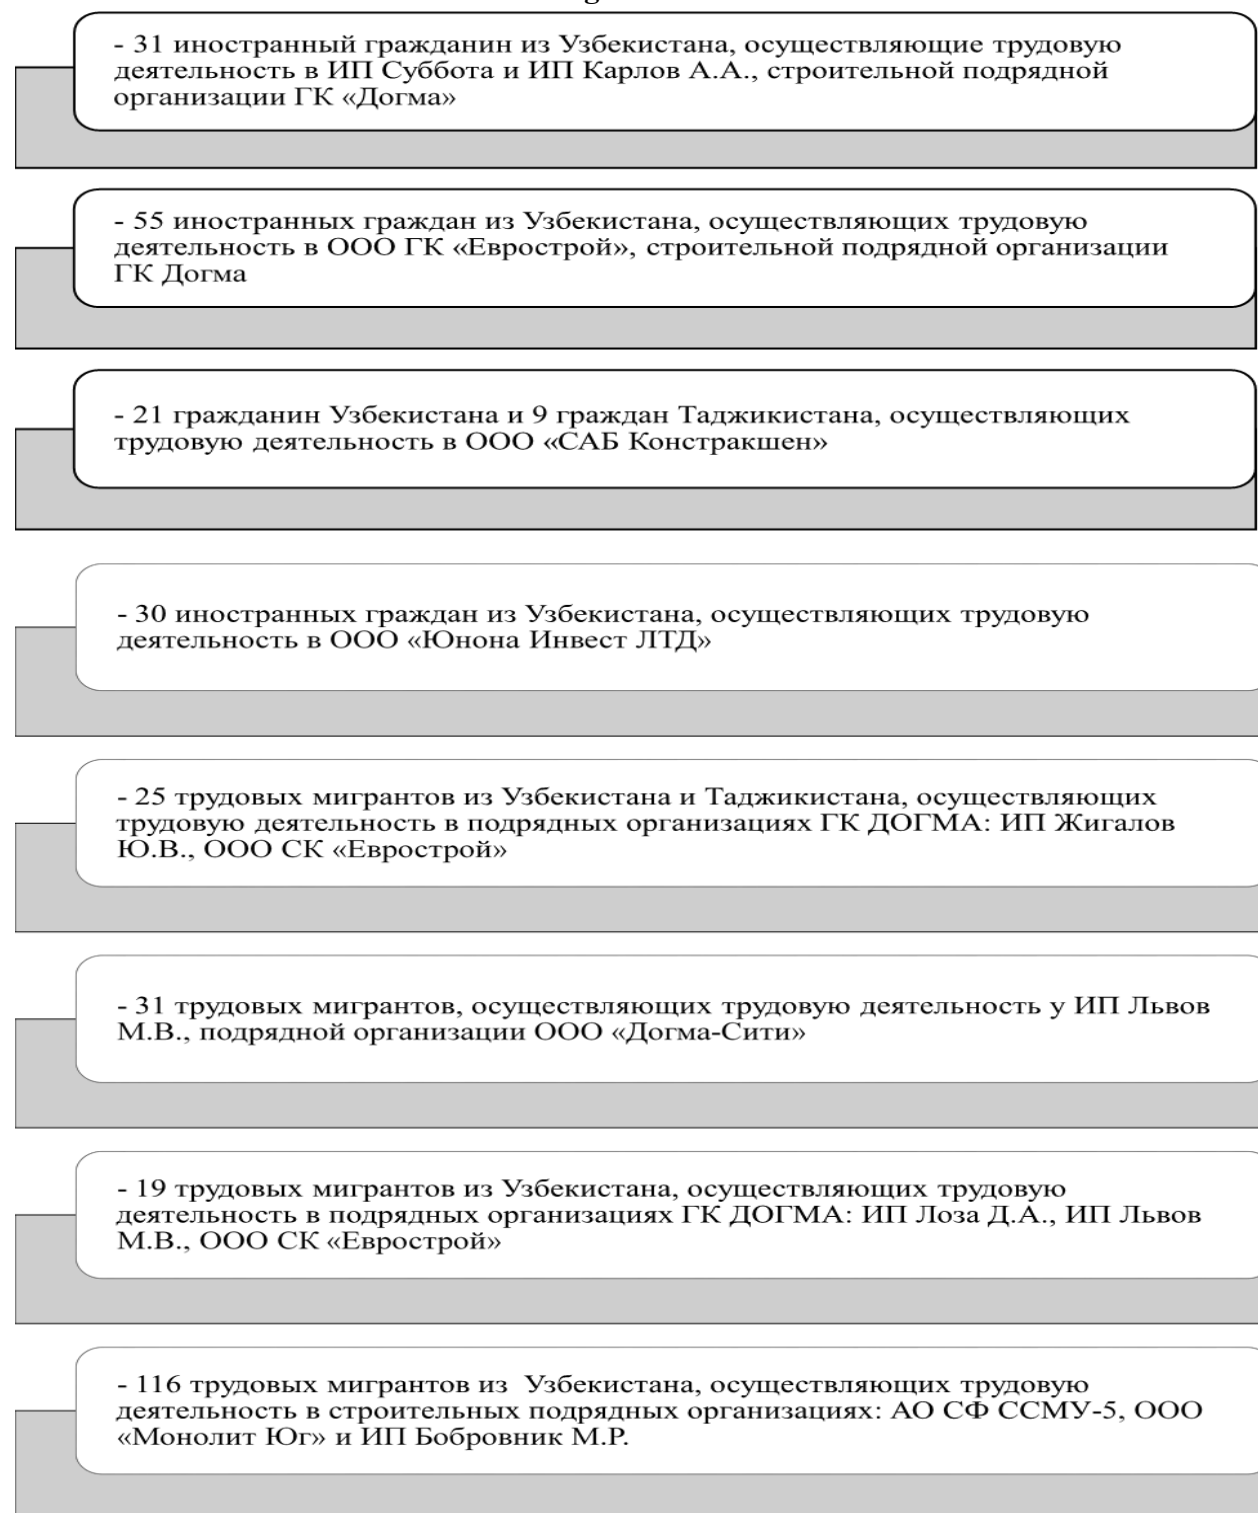 - 31 иностранный гражданин из Узбекистана, осуществляющие трудовую
деятельность в ИП Суббота и ИП Карлов А.А., строительной подрядной
организации ГК «Догма»
- 55 иностранных граждан из Узбекистана, осуществляющих трудовую
деятельность в ООО ГК «Еврострой», строительной подрядной организации
ГК Догма
- 21 гражданин Узбекистана и 9 граждан Таджикистана, осуществляющих
трудовую деятельность в ООО «САБ Констракшен»
- 30 иностранных граждан из Узбекистана, осуществляющих трудовую
деятельность в ООО «Юнона Инвест ЛТД»
- 25 трудовых мигрантов из Узбекистана и Таджикистана, осуществляющих
трудовую деятельность в подрядных организациях ГК ДОГМА: ИП Жигалов
Ю.В., ООО СК «Еврострой»
- 31 трудовых мигрантов, осуществляющих трудовую деятельность у ИП Львов
М.В., подрядной организации ООО «Догма-Сити»
- 19 трудовых мигрантов из Узбекистана, осуществляющих трудовую
деятельность в подрядных организациях ГК ДОГМА: ИП Лоза Д.А., ИП Львов
М.В., ООО СК «Еврострой»
- 116 трудовых мигрантов из  Узбекистана, осуществляющих трудовую
деятельность в строительных подрядных организациях: АО СФ ССМУ-5, ООО
«Монолит Юг» и ИП Бобровник М.Р.